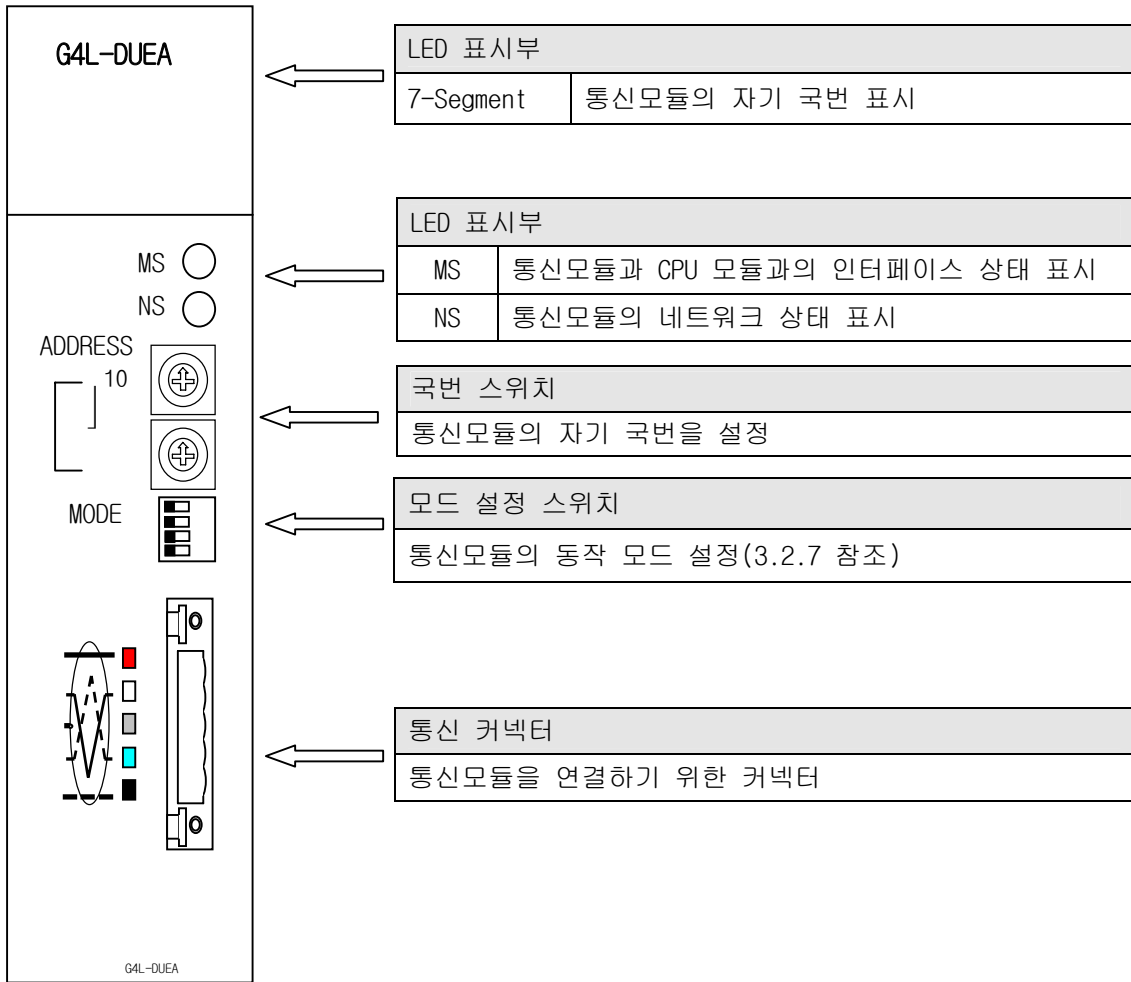 G4L-DUEA
LED 표시부
7-Segment 통신모듈의 자기 국번 표시
LED 표시부
MS 통신모듈과 CPU 모듈과의 인터페이스 상태 표시
NS 통신모듈의 네트워크 상태 표시
MS
NS
ADDRESS
10
국번 스위치
통신모듈의 자기 국번을 설정
모드 설정 스위치
통신모듈의 동작 모드 설정(3.2.7 참조)
MODE
통신 커넥터
통신모듈을 연결하기 위한 커넥터
G4L-DUEA